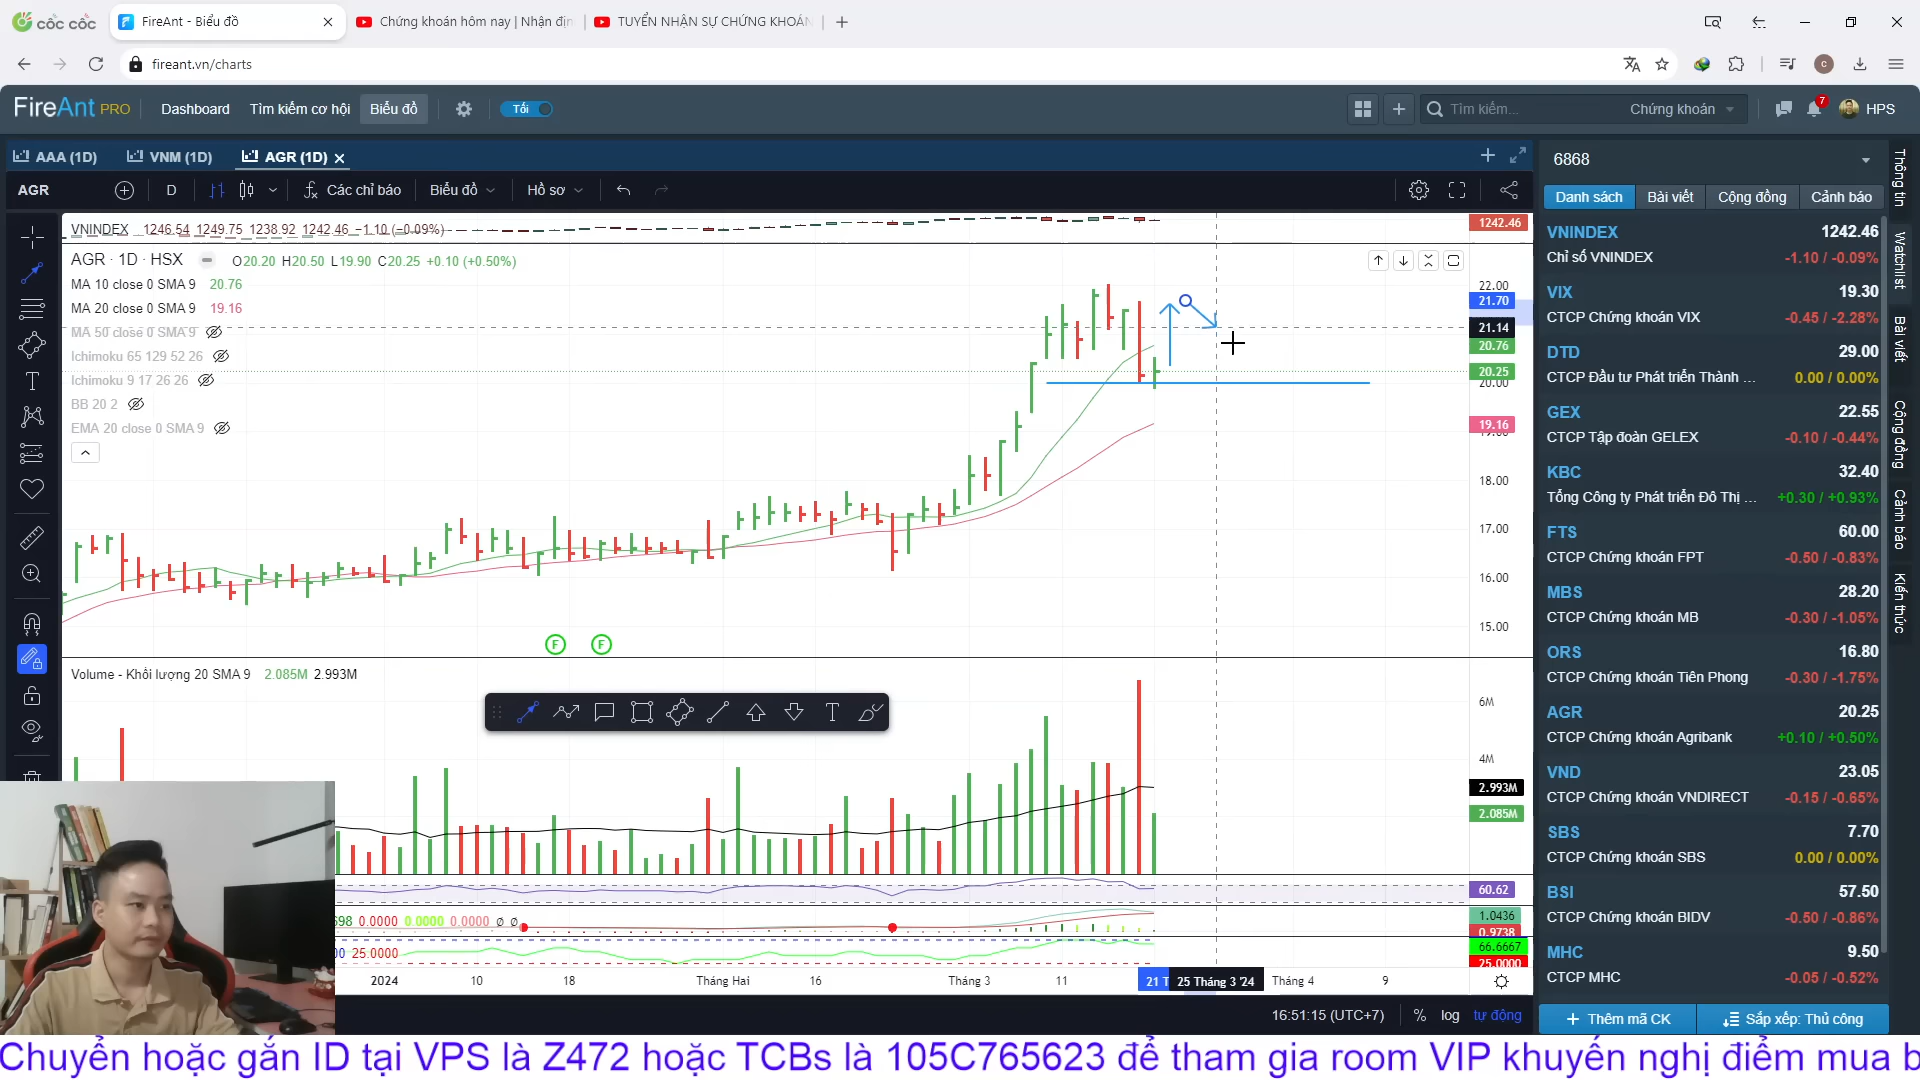 cốc cốc
FireAnt - Biểu đồ
Chứng khoán hôm nay | Nhận địn
TUYỂN NHẬN SỰ CHỨNG KHOÁN
fireant.vn/charts
FireAnt PRO
Dashboard
Tìm kiếm cơ hội
Biểu đồ
Tối
Tìm kiếm...
Chứng khoán
7
HPS
AAA (1D)
VNM (1D)
AGR (1D)
AGR
D
Các chỉ báo
Biểu đồ
Hồ sơ
VNINDEX 1246.54 1249.75 1238.92 1242.46 −1.10 (−0.09%)
AGR · 1D · HSX
O20.20 H20.50 L19.90 C20.25 +0.10 (+0.50%)
MA 10 close 0 SMA 9 20.76
MA 20 close 0 SMA 9 19.16
MA 50 close 0 SMA 9
Ichimoku 65 129 52 26
Ichimoku 9 17 26 26
BB 20 2
EMA 20 close 0 SMA 9
1242.46
22.00
21.70
21.14
20.76
20.25
20.00
19.16
19.00
18.00
17.00
16.00
15.00
F
F
Volume - Khối lượng 20 SMA 9 2.085M 2.993M
6M
4M
2.993M
2.085M
60.62
698 0.0000 0.0000 0.0000 ∅ ∅
1.0436
0.9738
00 25.0000
66.6667
25.0000
2024
10
18
Tháng Hai
16
Tháng 3
11
21 T
25 Tháng 3 '24
Tháng 4
9
16:51:15 (UTC+7)
%
log
tự động
6868
Danh sách
Bài viết
Cộng đồng
Cảnh báo
VNINDEX 1242.46
Chỉ số VNINDEX -1.10 / -0.09%
VIX 19.30
CTCP Chứng khoán VIX -0.45 / -2.28%
DTD 29.00
CTCP Đầu tư Phát triển Thành ... 0.00 / 0.00%
GEX 22.55
CTCP Tập đoàn GELEX -0.10 / -0.44%
KBC 32.40
Tổng Công ty Phát triển Đô Thị ... +0.30 / +0.93%
FTS 60.00
CTCP Chứng khoán FPT -0.50 / -0.83%
MBS 28.20
CTCP Chứng khoán MB -0.30 / -1.05%
ORS 16.80
CTCP Chứng khoán Tiên Phong -0.30 / -1.75%
AGR 20.25
CTCP Chứng khoán Agribank +0.10 / +0.50%
VND 23.05
CTCP Chứng khoán VNDIRECT -0.15 / -0.65%
SBS 7.70
CTCP Chứng khoán SBS 0.00 / 0.00%
BSI 57.50
CTCP Chứng khoán BIDV -0.50 / -0.86%
MHC 9.50
CTCP MHC -0.05 / -0.52%
Thêm mã CK
Sắp xếp: Thủ công
Thông tin
Watchlist
Bài viết
Cộng đồng
Cảnh báo
Kiến thức
Chuyển hoặc gắn ID tại VPS là Z472 hoặc TCBs là 105C765623 để tham gia room VIP khuyến nghị điểm mua b